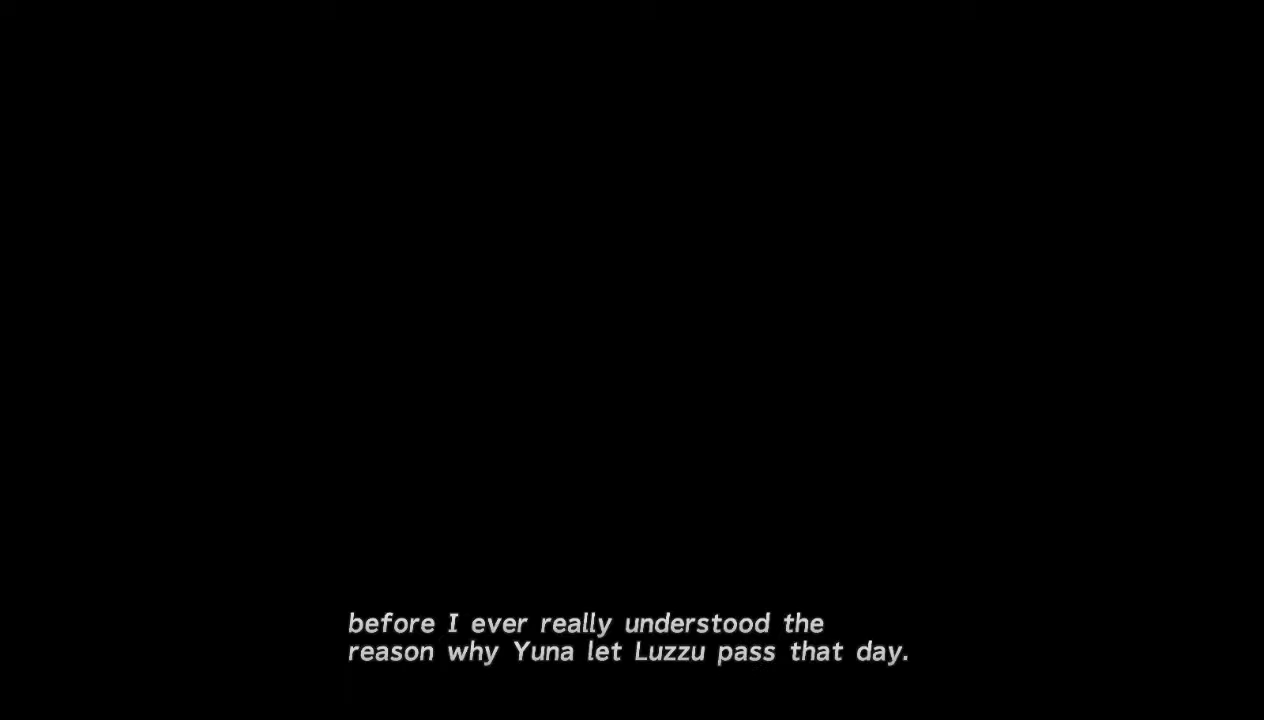 before I ever really understood the
reason why Yuna let Luzzu pass that day.